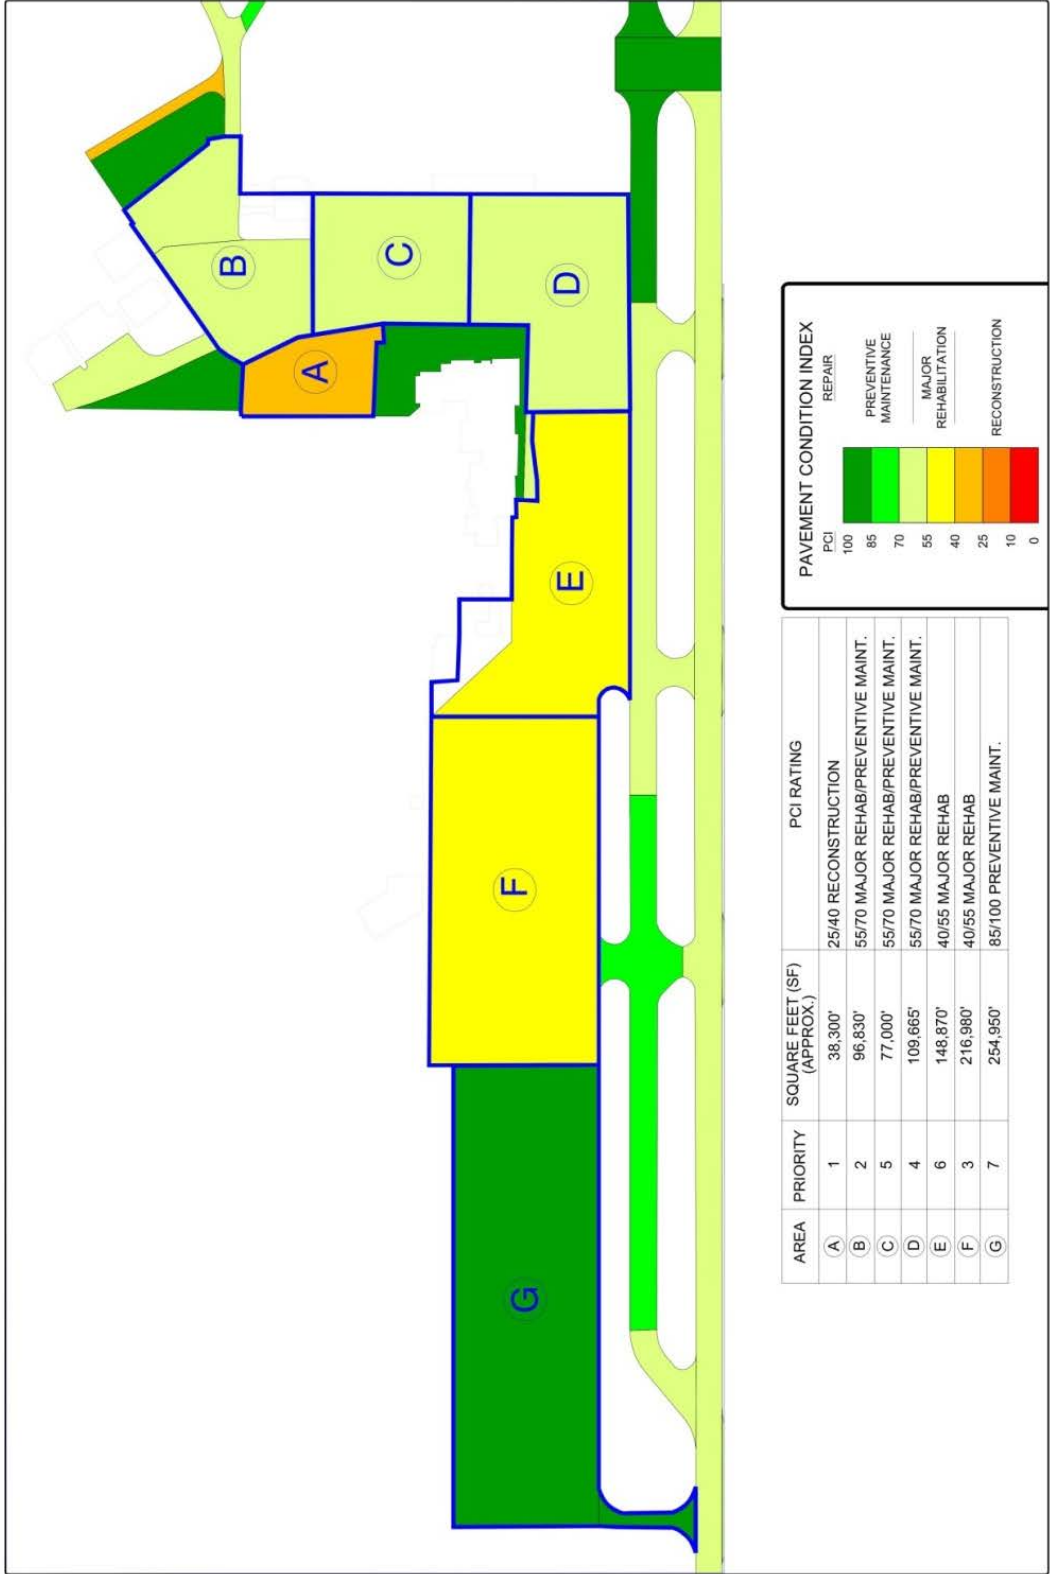 A
B
C
D
E
F
G
PAVEMENT CONDITION INDEX
PCI REPAIR
100
85
70
55
40
25
10
0
PREVENTIVE
MAINTENANCE
MAJOR
REHABILITATION
RECONSTRUCTION
AREA PRIORITY SQUARE FEET (SF) PCI RATING
(APPROX.)
A 1 38,300' 25/40 RECONSTRUCTION
B 2 96,830' 55/70 MAJOR REHAB/PREVENTIVE MAINT.
C 5 77,000' 55/70 MAJOR REHAB/PREVENTIVE MAINT.
D 4 109,665' 55/70 MAJOR REHAB/PREVENTIVE MAINT.
E 6 148,870' 40/55 MAJOR REHAB
F 3 216,980' 40/55 MAJOR REHAB
G 7 254,950' 85/100 PREVENTIVE MAINT.